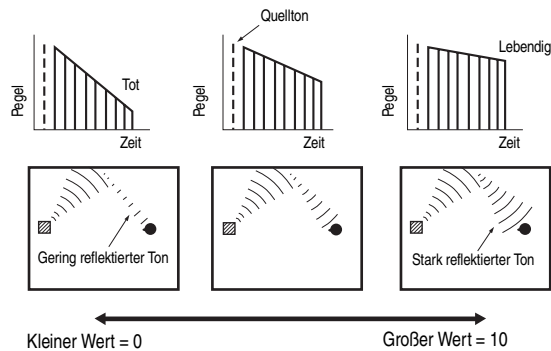 Quellton
Pegel
Tot
Zeit
Pegel
Zeit
Pegel
Lebendig
Zeit
Gering reflektierter Ton
Stark reflektierter Ton
Kleiner Wert = 0
Großer Wert = 10